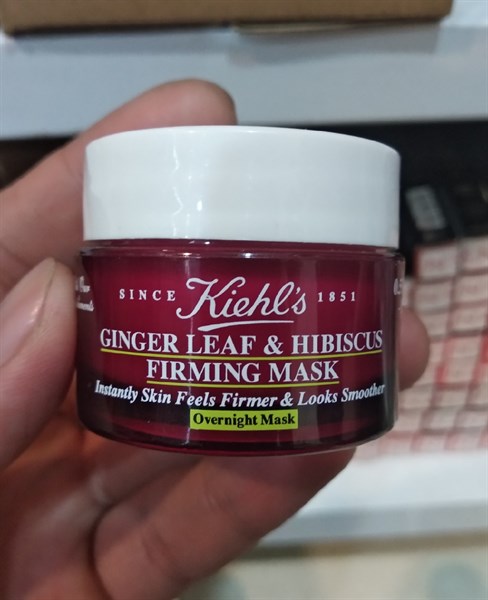 SINCE Kiehl's 1851
GINGER LEAF & HIBISCUS
FIRMING MASK
Instantly Skin Feels Firmer & Looks Smoother
Overnight Mask